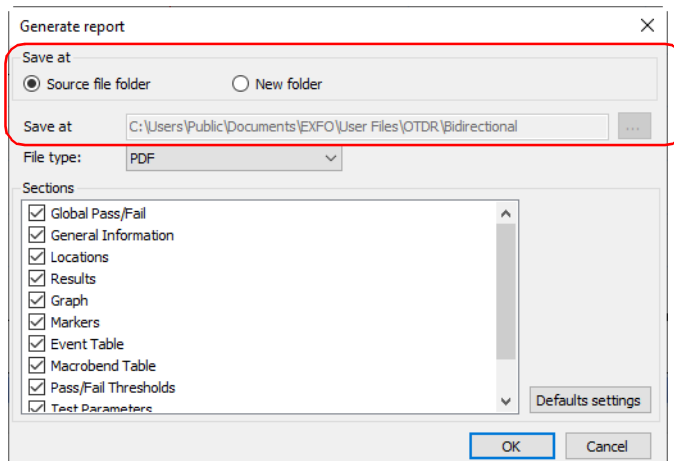 Generate report
Save at
Source file folder New folder
Save at C:\Users\Public\Documents\EXFO\User Files\OTDR\Bidirectional ...
File type: PDF
Sections
Global Pass/Fail
General Information
Locations
Results
Graph
Markers
Event Table
Macrobend Table
Pass/Fail Thresholds
Test Parameters
Defaults settings
OK Cancel